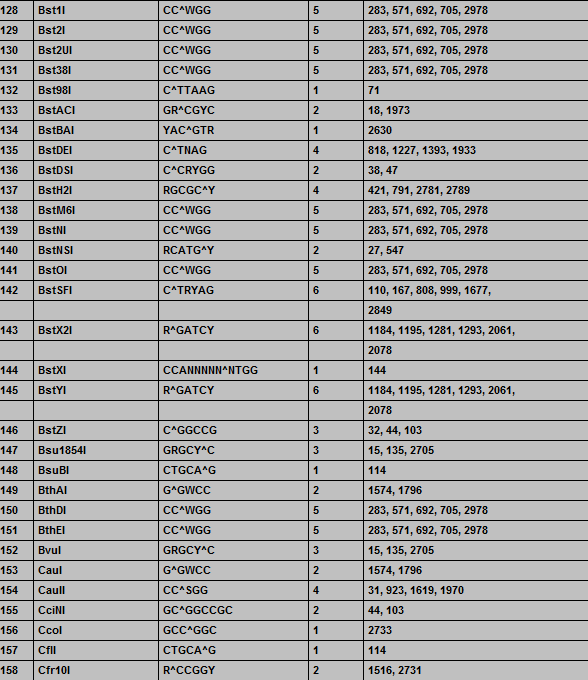 128 Bst1I CC^WGG 5 283, 571, 692, 705, 2978
129 Bst2I CC^WGG 5 283, 571, 692, 705, 2978
130 Bst2UI CC^WGG 5 283, 571, 692, 705, 2978
131 Bst38I CC^WGG 5 283, 571, 692, 705, 2978
132 Bst98I C^TTAAG 1 71
133 BstACI GR^CGYC 2 18, 1973
134 BstBAI YAC^GTR 1 2630
135 BstDEI C^TNAG 4 818, 1227, 1393, 1933
136 BstDSI C^CRYGG 2 38, 47
137 BstH2I RGCGC^Y 4 421, 791, 2781, 2789
138 BstM6I CC^WGG 5 283, 571, 692, 705, 2978
139 BstNI CC^WGG 5 283, 571, 692, 705, 2978
140 BstNSI RCATG^Y 2 27, 547
141 BstOI CC^WGG 5 283, 571, 692, 705, 2978
142 BstSFI C^TRYAG 6 110, 167, 808, 999, 1677,
2849
143 BstX2I R^GATCY 6 1184, 1195, 1281, 1293, 2061,
2078
144 BstXI CCANNNNN^NTGG 1 144
145 BstYI R^GATCY 6 1184, 1195, 1281, 1293, 2061,
2078
146 BstZI C^GGCCG 3 32, 44, 103
147 Bsu1854I GRGCY^C 3 15, 135, 2705
148 BsuBI CTGCA^G 1 114
149 BthAI G^GWCC 2 1574, 1796
150 BthDI CC^WGG 5 283, 571, 692, 705, 2978
151 BthEI CC^WGG 5 283, 571, 692, 705, 2978
152 BvuI GRGCY^C 3 15, 135, 2705
153 CauI G^GWCC 2 1574, 1796
154 CauII CC^SGG 4 31, 923, 1619, 1970
155 CciNI GC^GGCCGC 2 44, 103
156 CcoI GCC^GGC 1 2733
157 CflI CTGCA^G 1 114
158 Cfr10I R^CCGGY 2 1516, 2731